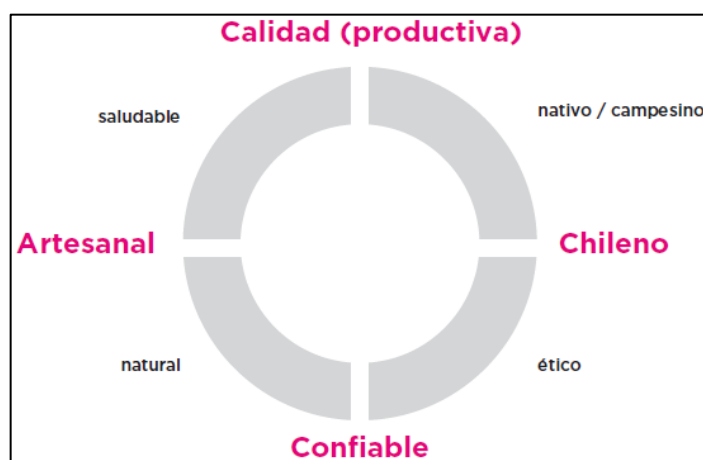 Calidad (productiva)
saludable
nativo / campesino
Artesanal
Chileno
natural
ético
Confiable